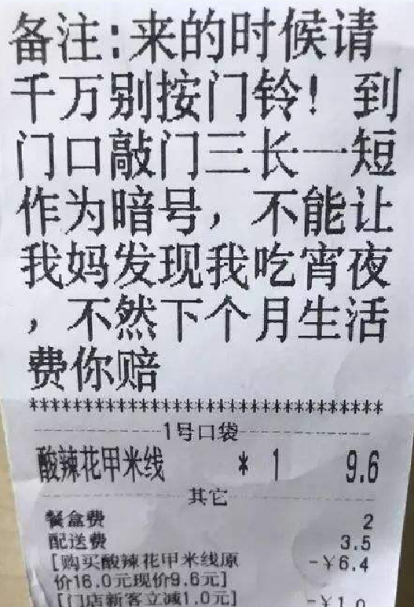 备注:来的时候请
千万别按门铃！到
门口敲门三长一短
作为暗号，不能让
我妈发现我吃宵夜
，不然下个月生活
费你赔
********************************
1号口袋
酸辣花甲米线 * 1 9.6
其它
餐盒费 2
配送费 3.5
[购买酸辣花甲米线原 -￥6.4
价16.0元现价9.6元]
[门店新客立减1.0元] -￥1.0